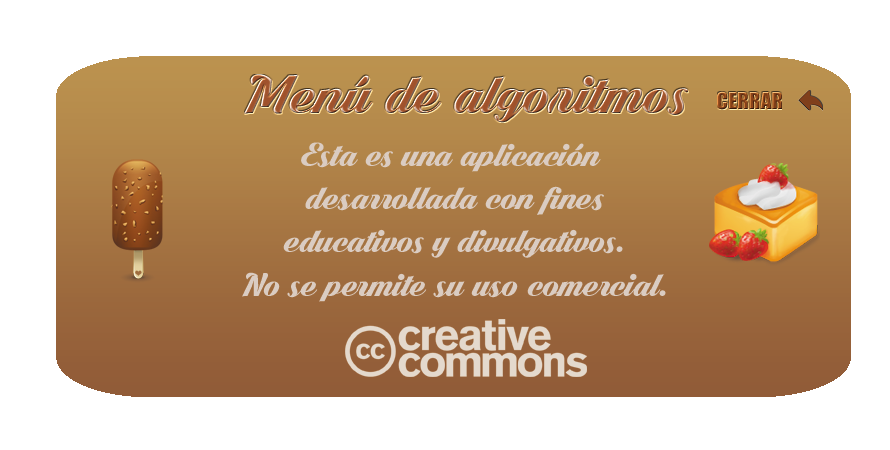 Menú de algoritmos
CERRAR
Esta es una aplicación
desarrollada con fines
educativos y divulgativos.
No se permite su uso comercial.
cc creative
commons